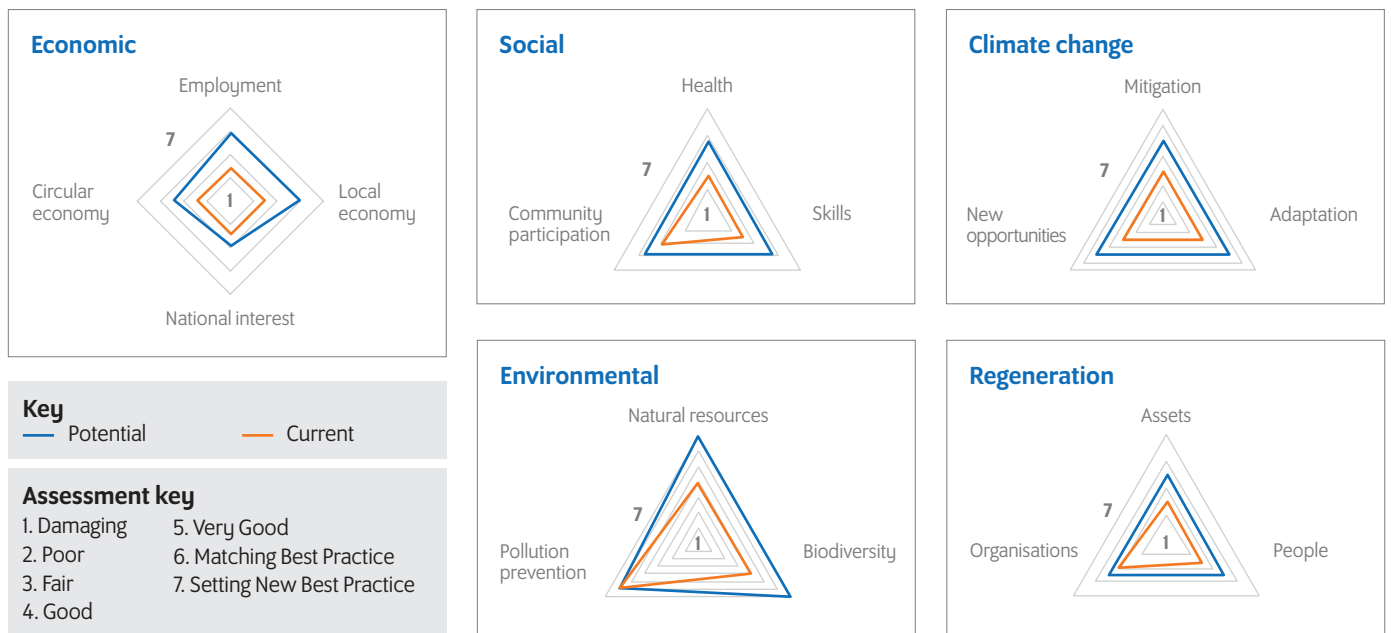 Economic
Employment
7
Circular
economy
1
Local
economy
National interest
Social
Health
7
Community
participation
1
Skills
Climate change
Mitigation
7
New
opportunities
1
Adaptation
Key
Potential
Current
Assessment key
1. Damaging
2. Poor
3. Fair
4. Good
5. Very Good
6. Matching Best Practice
7. Setting New Best Practice
Environmental
Natural resources
7
Pollution
prevention
1
Biodiversity
Regeneration
Assets
7
Organisations
1
People